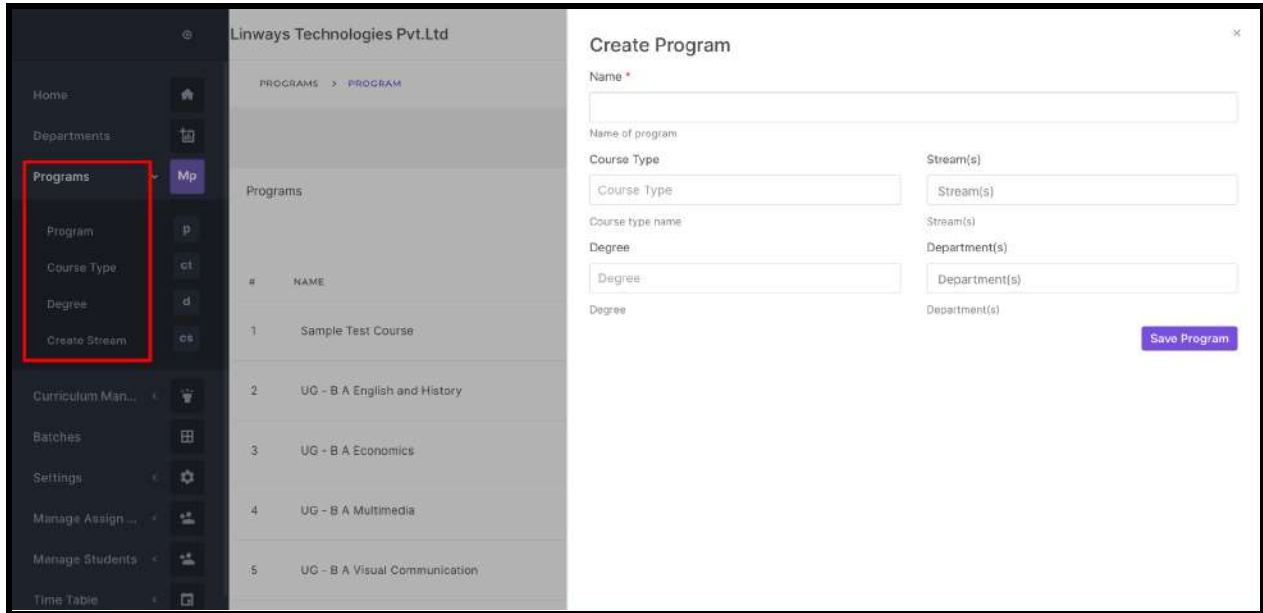 Linways Technologies Pvt.Ltd
Home
Departments
Programs
Mp
Program
p
Course Type
ct
Degree
d
Create Stream
cs
Curriculum Man...
Batches
Settings
Manage Assign ...
Manage Students
Time Table
PROGRAMS > PROGRAM
Programs
# NAME
1 Sample Test Course
2 UG - B A English and History
3 UG - B A Economics
4 UG - B A Multimedia
5 UG - B A Visual Communication
Create Program
×
Name *
Name of program
Course Type Stream(s)
Course Type Stream(s)
Course type name Stream(s)
Degree Department(s)
Degree Department(s)
Degree Department(s)
Save Program